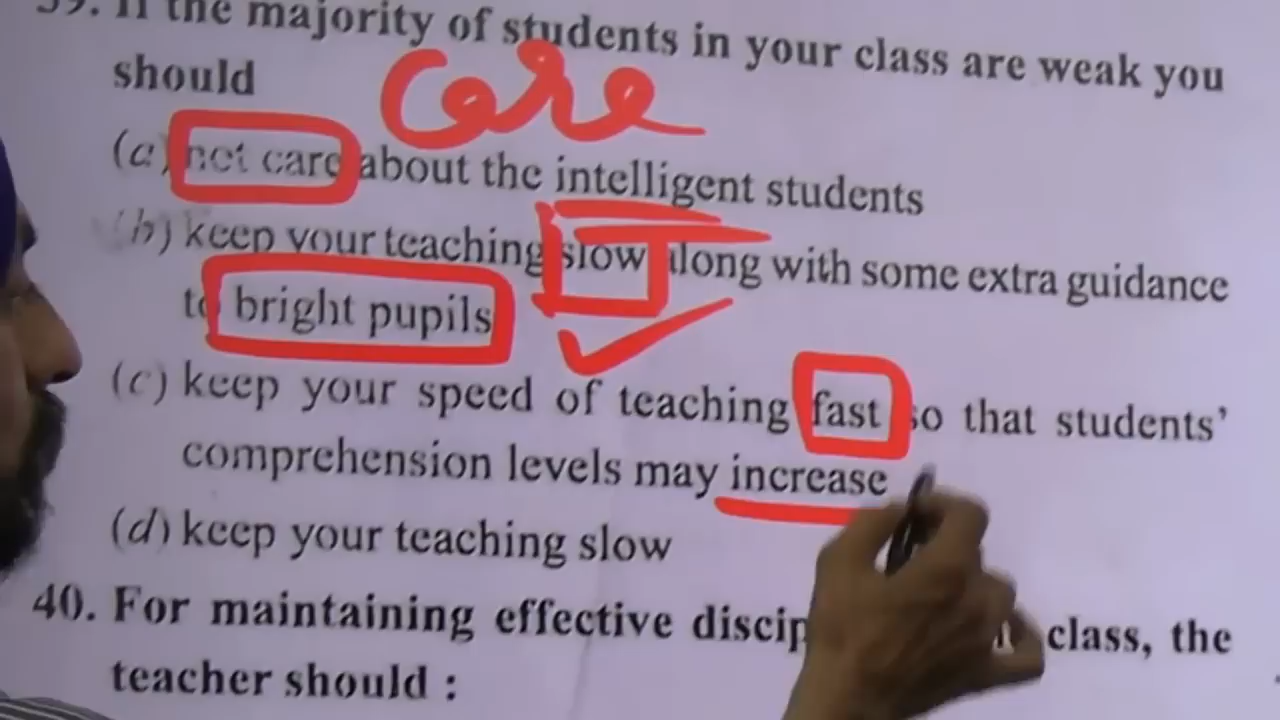 39. If the majority of students in your class are weak you
should
care
(a) not care about the intelligent students
(b) keep your teaching slow along with some extra guidance
to bright pupils
(c) keep your speed of teaching fast so that students'
comprehension levels may increase
(d) keep your teaching slow
40. For maintaining effective class, the
teacher should :